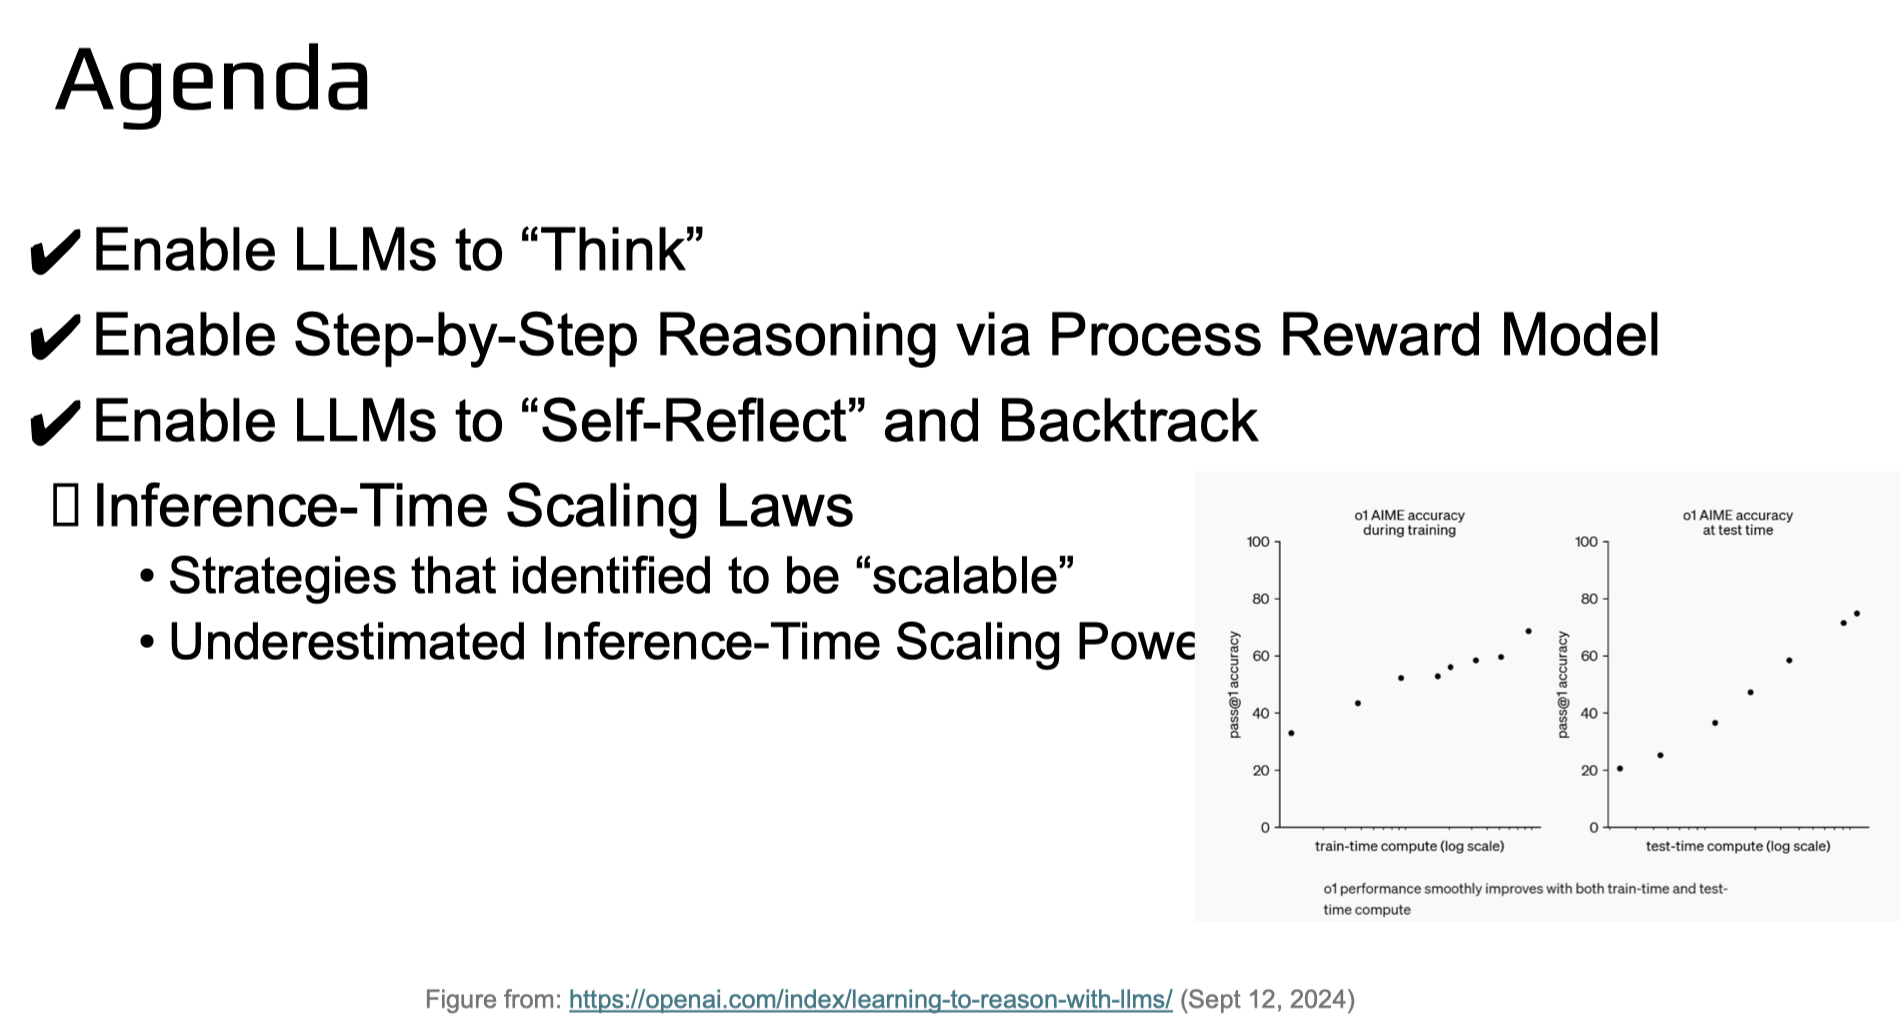 Agenda
✔ Enable LLMs to “Think”
✔ Enable Step-by-Step Reasoning via Process Reward Model
✔ Enable LLMs to “Self-Reflect” and Backtrack
Inference-Time Scaling Laws
• Strategies that identified to be “scalable”
• Underestimated Inference-Time Scaling Powe
o1 AIME accuracy
during training
100
80
60
40
20
0
pass@1 accuracy
train-time compute (log scale)
o1 AIME accuracy
at test time
100
80
60
40
20
0
pass@1 accuracy
test-time compute (log scale)
o1 performance smoothly improves with both train-time and test-
time compute
Figure from: https://openai.com/index/learning-to-reason-with-llms/ (Sept 12, 2024)